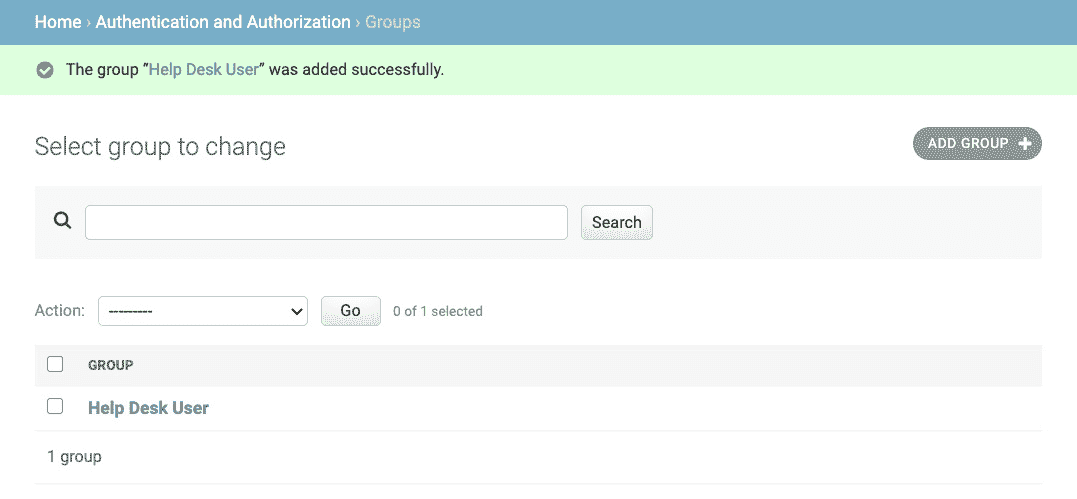 Home › Authentication and Authorization › Groups
The group “Help Desk User” was added successfully.
Select group to change
ADD GROUP +
Search
Action: --------- Go 0 of 1 selected
GROUP
Help Desk User
1 group